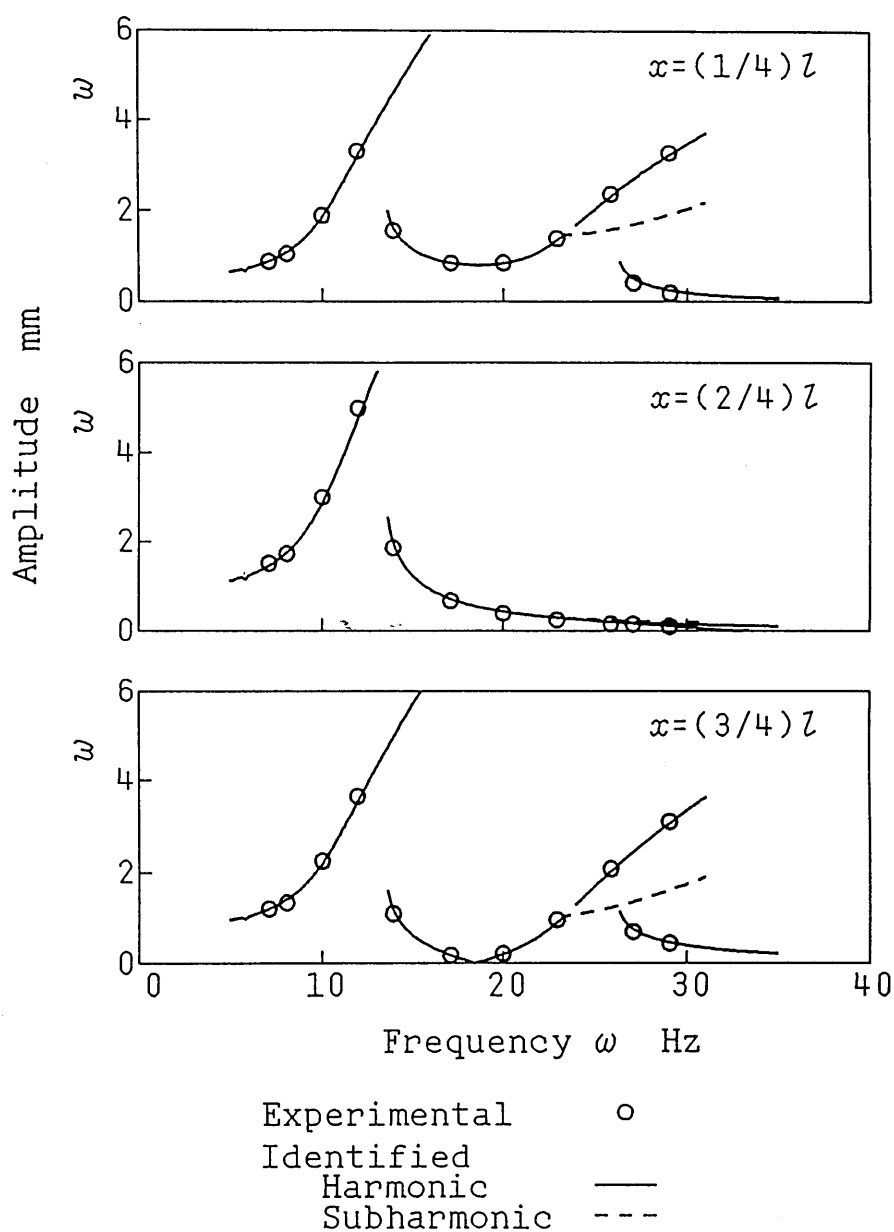 6
x=(1/4)l
w
4
2
0
6
x=(2/4)l
w
4
2
0
Amplitude mm
6
x=(3/4)l
w
4
2
0
0 10 20 30 40
Frequency ω Hz
Experimental
Identified
Harmonic
Subharmonic